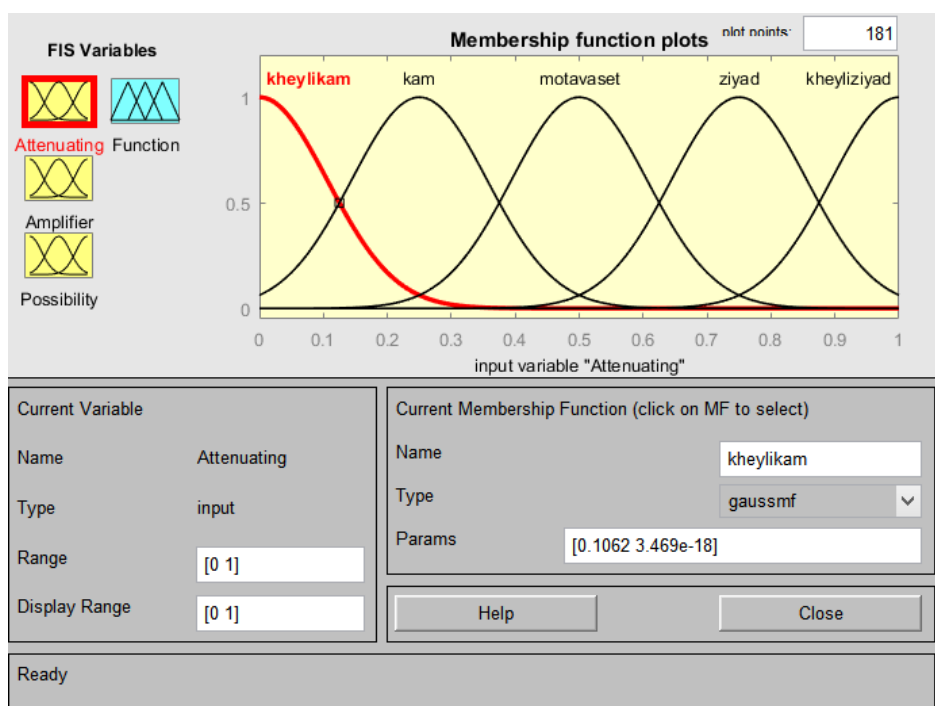 FIS Variables
Attenuating
Function
Amplifier
Possibility
Membership function plots
plot points:
181
kheylikam
kam
motavaset
ziyad
kheyliziyad
1
0.5
0
0 0.1 0.2 0.3 0.4 0.5 0.6 0.7 0.8 0.9 1
input variable "Attenuating"
Current Variable
Name Attenuating
Type input
Range [0 1]
Display Range [0 1]
Current Membership Function (click on MF to select)
Name kheylikam
Type gaussmf
Params [0.1062 3.469e-18]
Help
Close
Ready